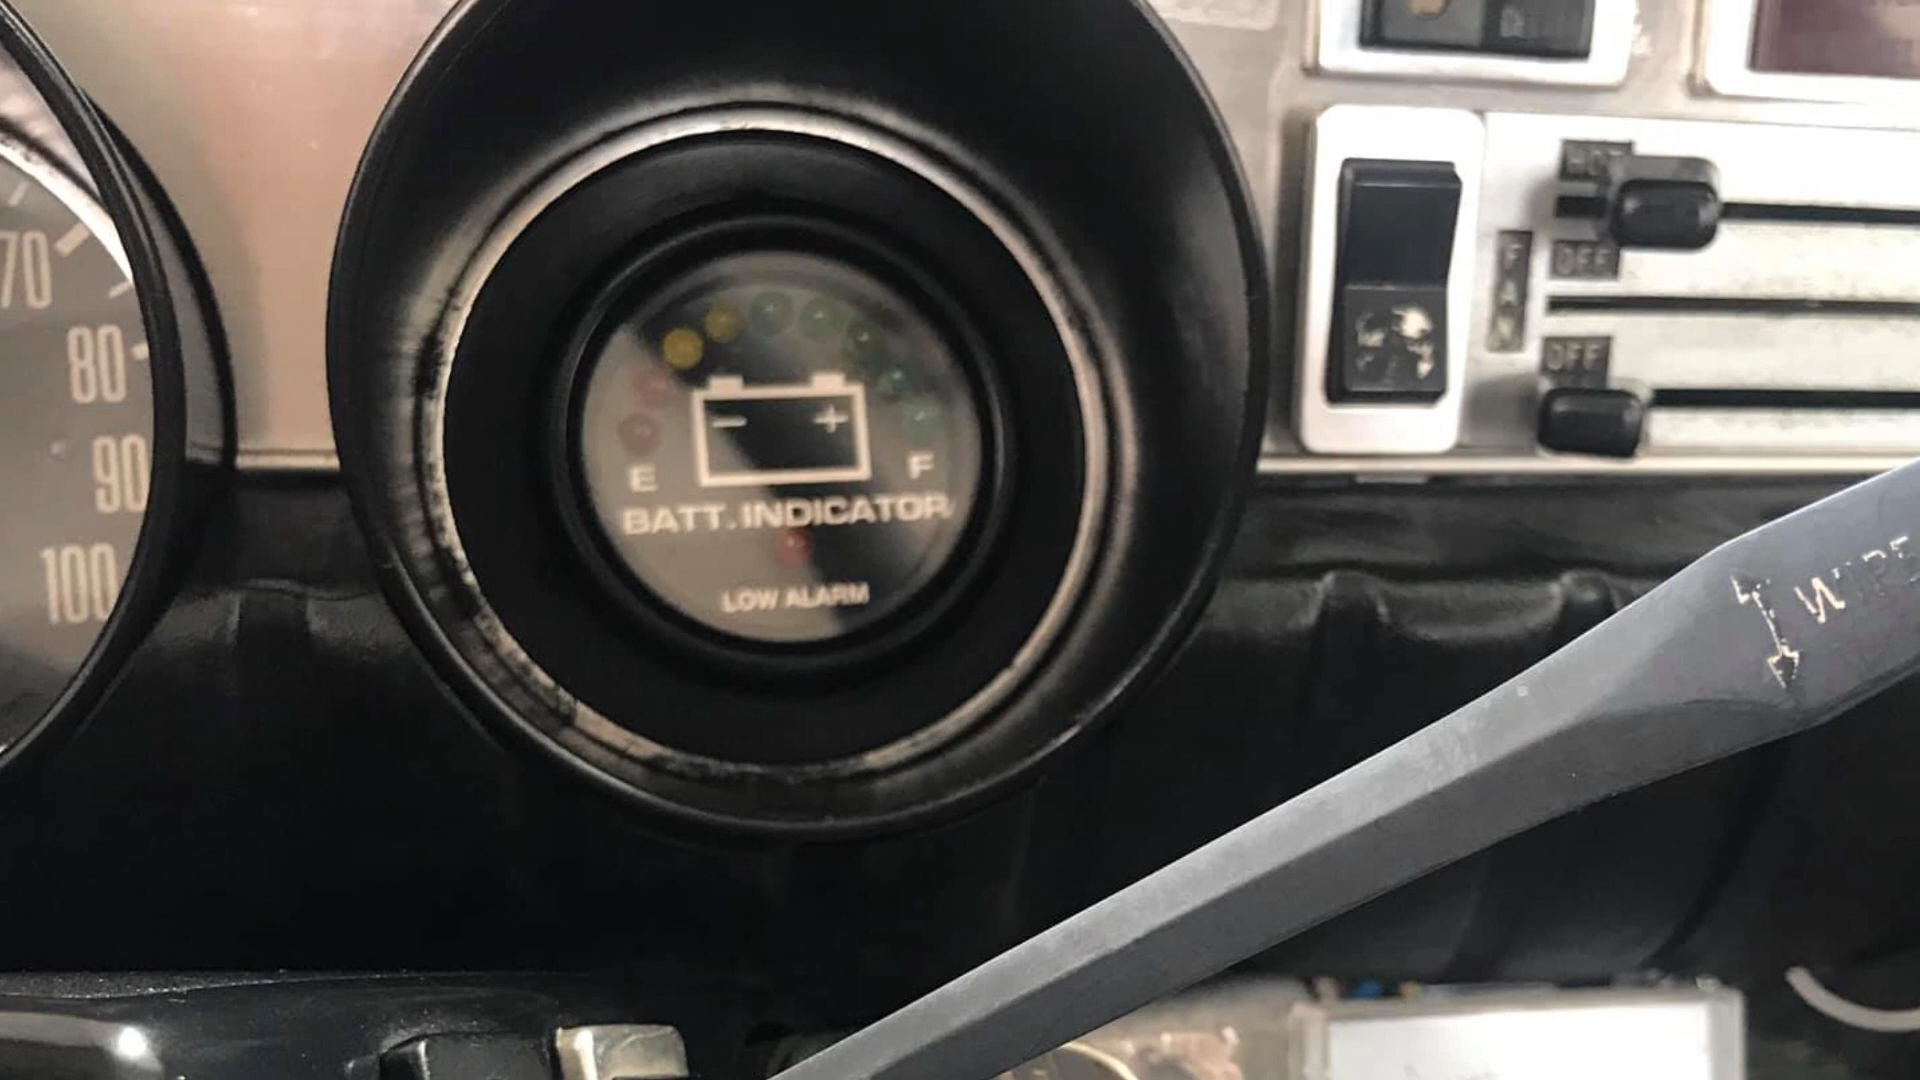 70
80
90
100
E F
BATT.INDICATOR
LOW ALARM
HOT
OFF
FAN
OFF
WIPE